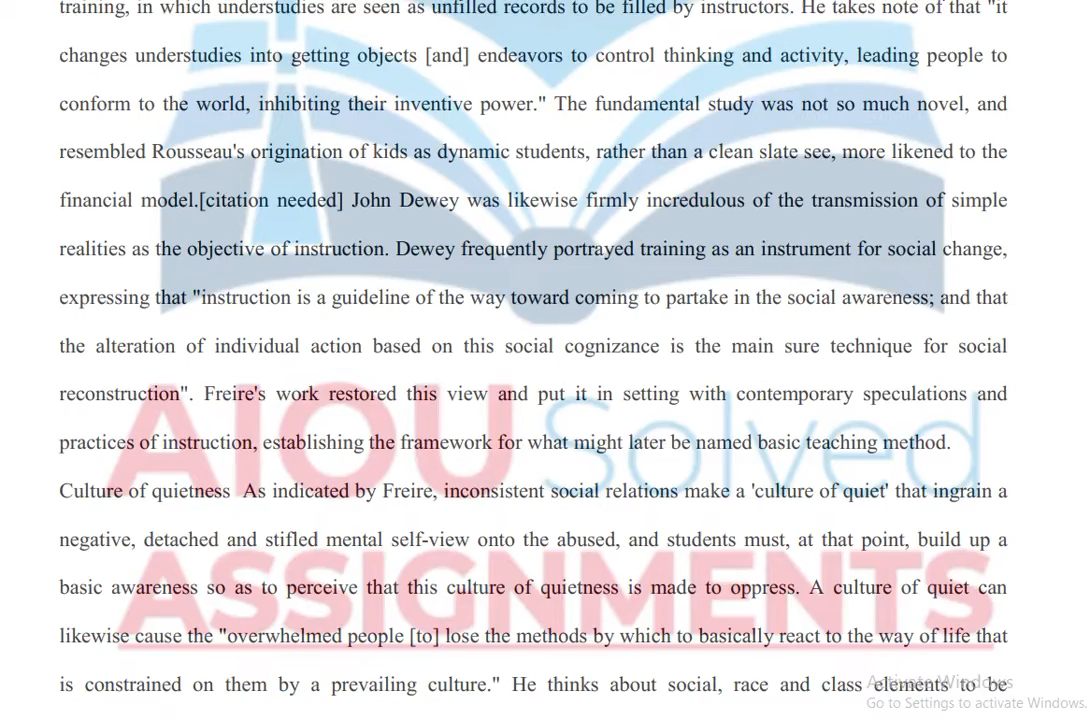 training, in which understudies are seen as unfilled records to be filled by instructors. He takes note of that "it
changes understudies into getting objects [and] endeavors to control thinking and activity, leading people to
conform to the world, inhibiting their inventive power." The fundamental study was not so much novel, and
resembled Rousseau's origination of kids as dynamic students, rather than a clean slate see, more likened to the
financial model.[citation needed] John Dewey was likewise firmly incredulous of the transmission of simple
realities as the objective of instruction. Dewey frequently portrayed training as an instrument for social change,
expressing that "instruction is a guideline of the way toward coming to partake in the social awareness; and that
the alteration of individual action based on this social cognizance is the main sure technique for social
reconstruction". Freire's work restored this view and put it in setting with contemporary speculations and
practices of instruction, establishing the framework for what might later be named basic teaching method.
AIOU Solved
Culture of quietness  As indicated by Freire, inconsistent social relations make a 'culture of quiet' that ingrain a
negative, detached and stifled mental self-view onto the abused, and students must, at that point, build up a
basic awareness so as to perceive that this culture of quietness is made to oppress. A culture of quiet can
ASSIGNMENTS
likewise cause the "overwhelmed people [to] lose the methods by which to basically react to the way of life that
is constrained on them by a prevailing culture." He thinks about social, race and class elements to be
Activate Windows
Go to Settings to activate Windows.